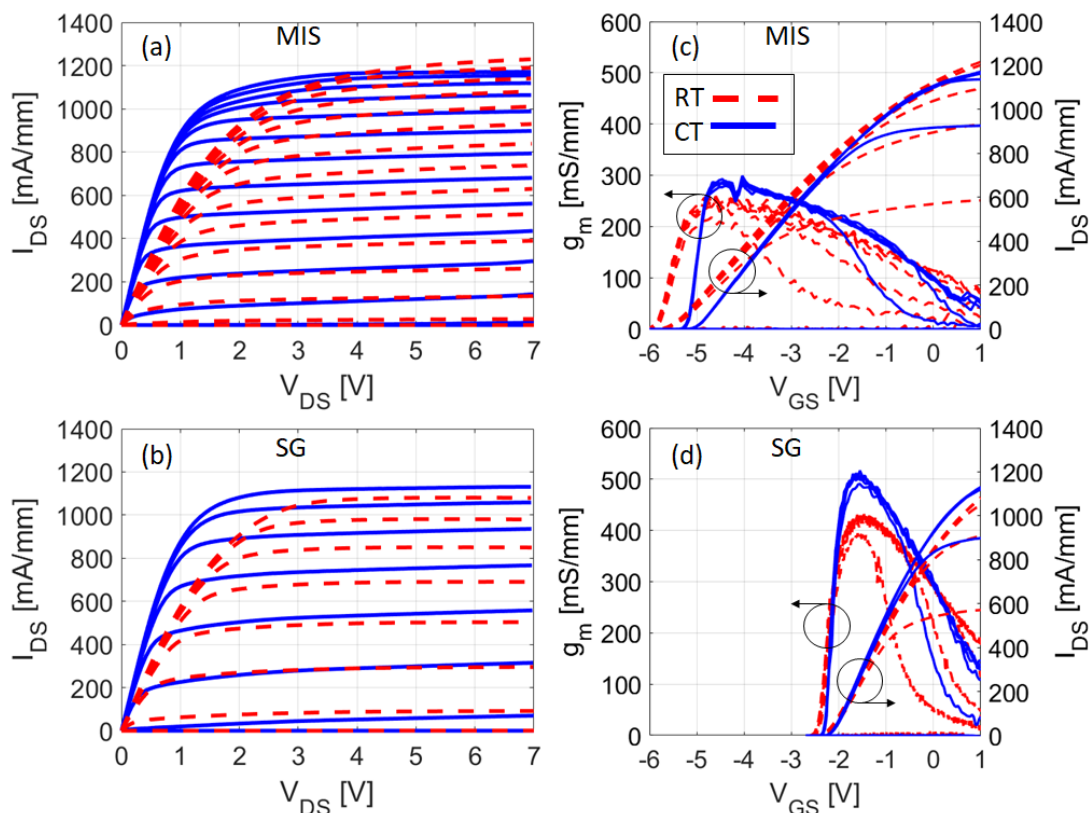 (a) MIS
I_DS [mA/mm]
1400
1200
1000
800
600
400
200
0
0 1 2 3 4 5 6 7
V_DS [V]
(c) MIS
RT
CT
g_m [mS/mm]
600
500
400
300
200
100
0
I_DS [mA/mm]
1400
1200
1000
800
600
400
200
0
-6 -5 -4 -3 -2 -1 0 1
V_GS [V]
(b) SG
I_DS [mA/mm]
1400
1200
1000
800
600
400
200
0
0 1 2 3 4 5 6 7
V_DS [V]
(d) SG
g_m [mS/mm]
600
500
400
300
200
100
0
I_DS [mA/mm]
1400
1200
1000
800
600
400
200
0
-6 -5 -4 -3 -2 -1 0 1
V_GS [V]